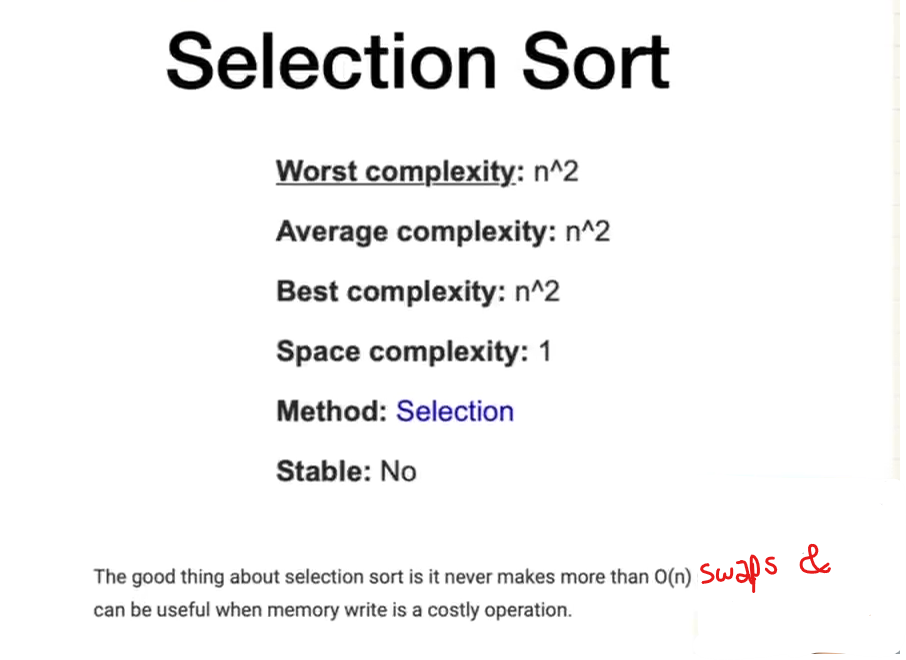 Selection Sort
Worst complexity: n^2
Average complexity: n^2
Best complexity: n^2
Space complexity: 1
Method: Selection
Stable: No
The good thing about selection sort is it never makes more than O(n) swaps &
can be useful when memory write is a costly operation.